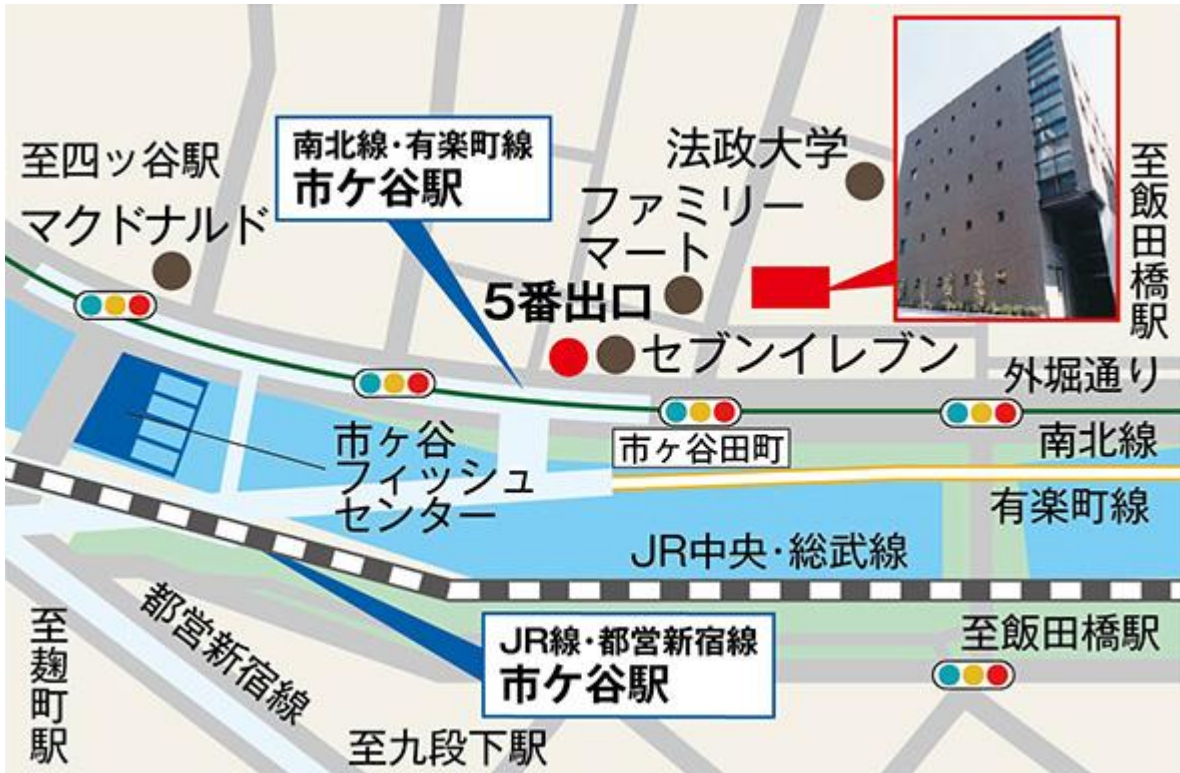 至四ッ谷駅
マクドナルド
南北線・有楽町線
市ケ谷駅
法政大学
ファミリー
マート
至飯田橋駅
5番出口
セブンイレブン
外堀通り
市ヶ谷
フィッシュ
センター
市ヶ谷田町
南北線
有楽町線
JR中央・総武線
都営新宿線
JR線・都営新宿線
市ケ谷駅
至飯田橋駅
至麹町駅
至九段下駅